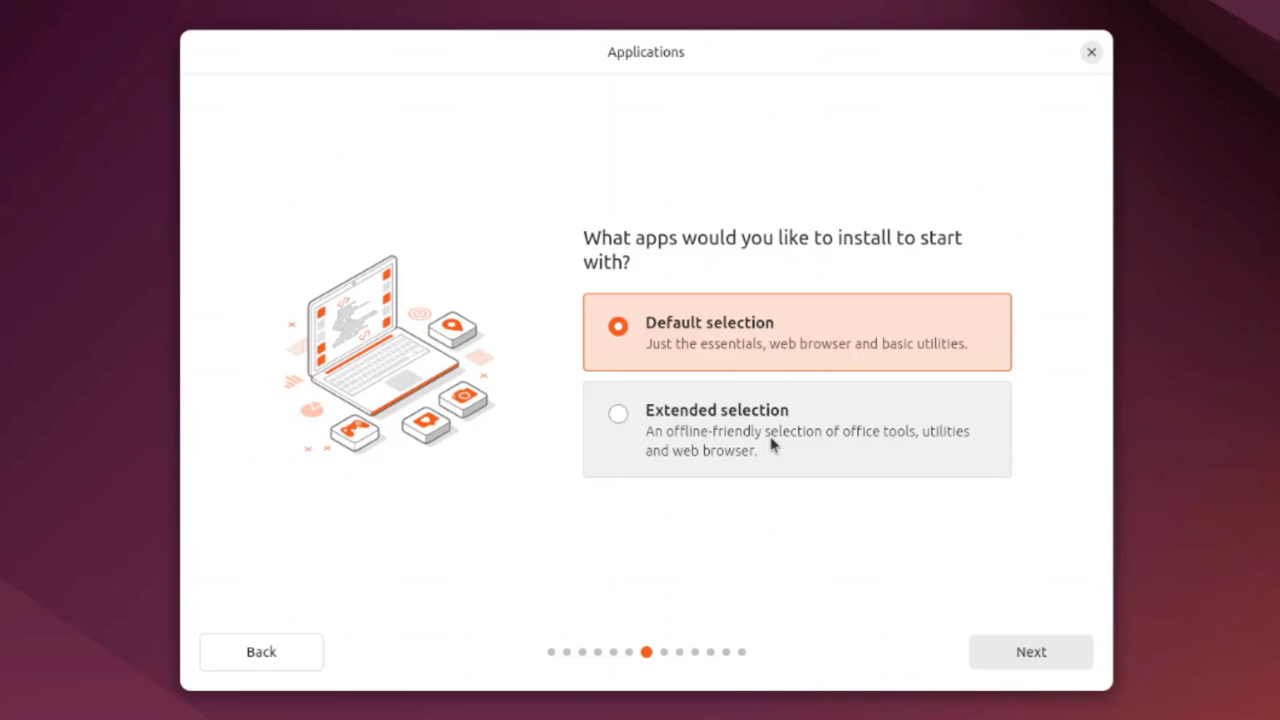 Applications
What apps would you like to install to start
with?
Default selection
Just the essentials, web browser and basic utilities.
Extended selection
An offline-friendly selection of office tools, utilities
and web browser.
Back
Next